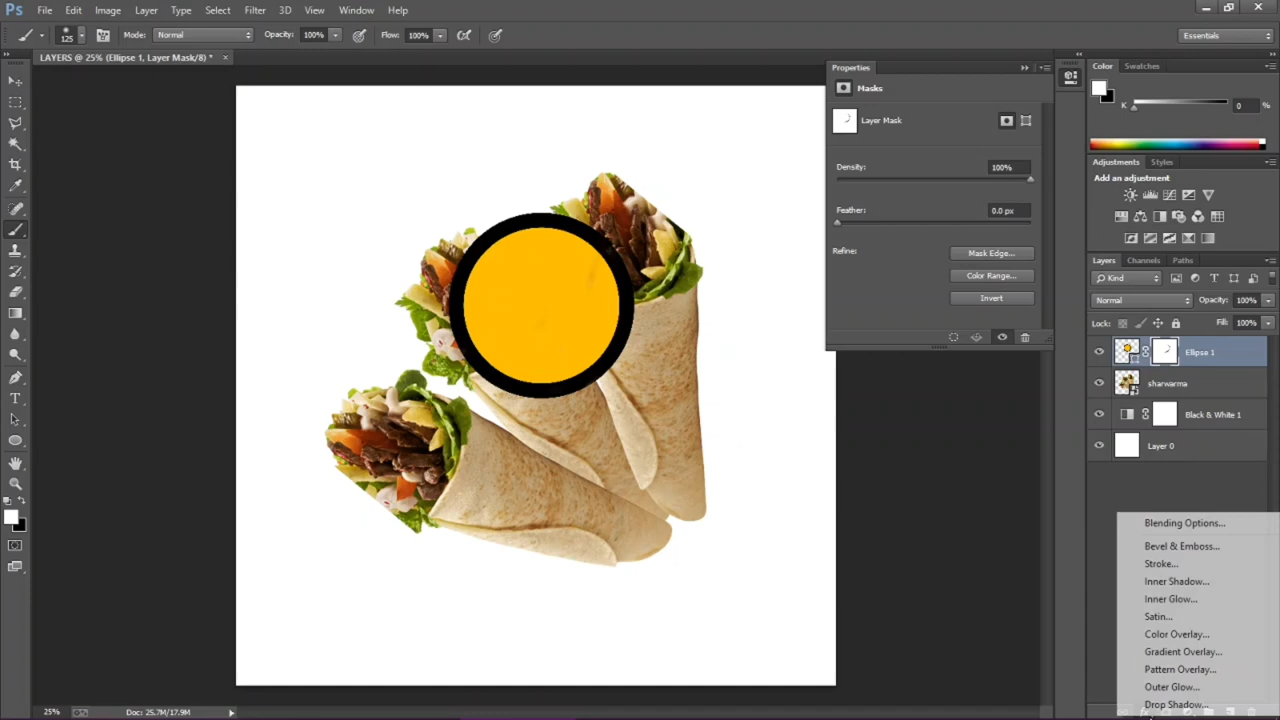 Ps File Edit Image Layer Type Select Filter 3D View Window Help
125 Mode: Normal Opacity: 100% Flow: 100% Essentials
LAYERS @ 25% (Ellipse 1, Layer Mask/8) * ×
Properties
Masks
Layer Mask
Density: 100%
Feather: 0.0 px
Refine: Mask Edge...
Color Range...
Invert
Color Swatches
K 0 %
Adjustments Styles
Add an adjustment
Layers Channels Paths
Kind
Normal Opacity: 100%
Lock: Fill: 100%
Ellipse 1
sharwarma
Black & White 1
Layer 0
Blending Options...
Bevel & Emboss...
Stroke...
Inner Shadow...
Inner Glow...
Satin...
Color Overlay...
Gradient Overlay...
Pattern Overlay...
Outer Glow...
Drop Shadow...
25% Doc: 25.7M/17.9M